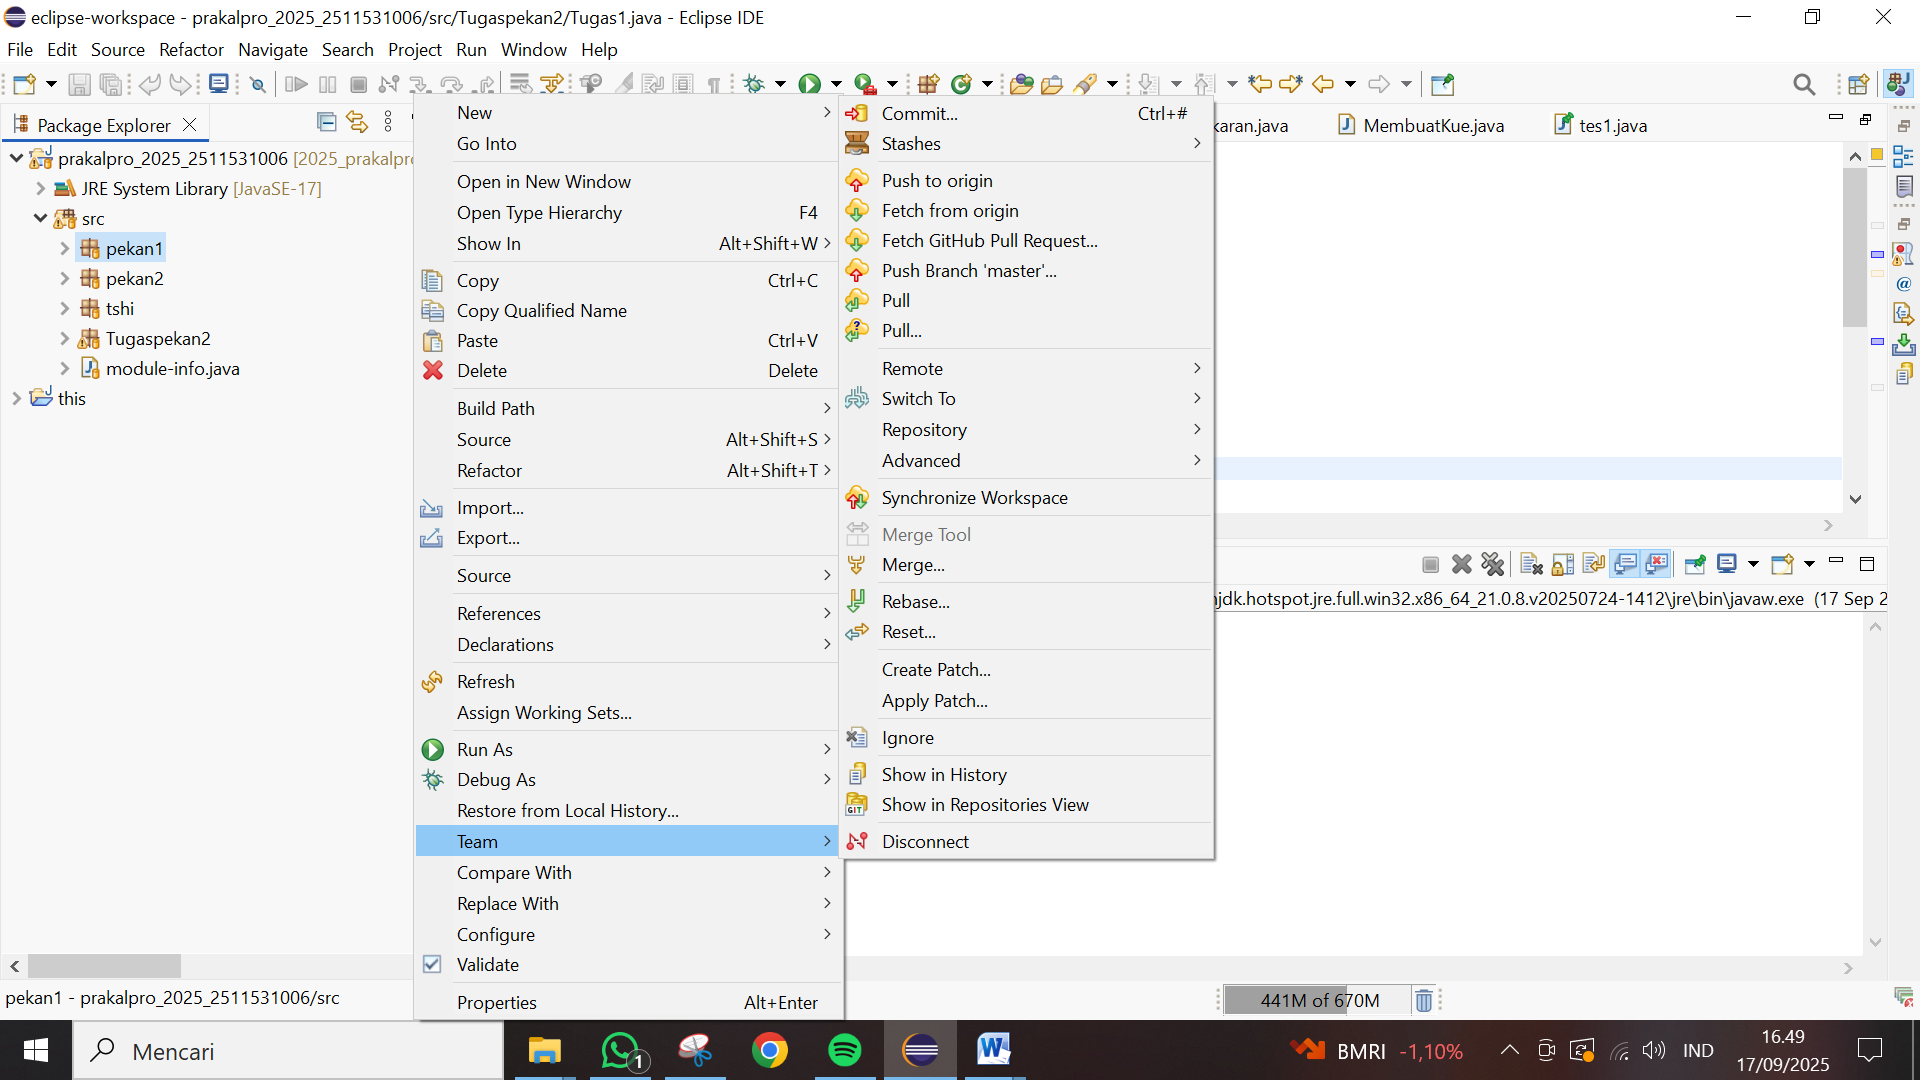 eclipse-workspace - prakalpro_2025_2511531006/src/Tugaspekan2/Tugas1.java - Eclipse IDE
File Edit Source Refactor Navigate Search Project Run Window Help
Package Explorer
prakalpro_2025_2511531006 [2025_prakalpro
JRE System Library [JavaSE-17]
src
pekan1
pekan2
tshi
Tugaspekan2
module-info.java
this
New
Go Into
Open in New Window
Open Type Hierarchy F4
Show In Alt+Shift+W
Copy Ctrl+C
Copy Qualified Name
Paste Ctrl+V
Delete Delete
Build Path
Source Alt+Shift+S
Refactor Alt+Shift+T
Import...
Export...
Source
References
Declarations
Refresh
Assign Working Sets...
Run As
Debug As
Restore from Local History...
Team
Compare With
Replace With
Configure
Validate
Properties Alt+Enter
Commit... Ctrl+#
Stashes
Push to origin
Fetch from origin
Fetch GitHub Pull Request...
Push Branch 'master'...
Pull
Pull...
Remote
Switch To
Repository
Advanced
Synchronize Workspace
Merge Tool
Merge...
Rebase...
Reset...
Create Patch...
Apply Patch...
Ignore
Show in History
Show in Repositories View
GIT
Disconnect
karan.java MembuatKue.java tes1.java
jdk.hotspot.jre.full.win32.x86_64_21.0.8.v20250724-1412\jre\bin\javaw.exe (17 Sep 2
pekan1 - prakalpro_2025_2511531006/src
441M of 670M
Mencari
1
BMRI -1,10%
IND
16.49
17/09/2025